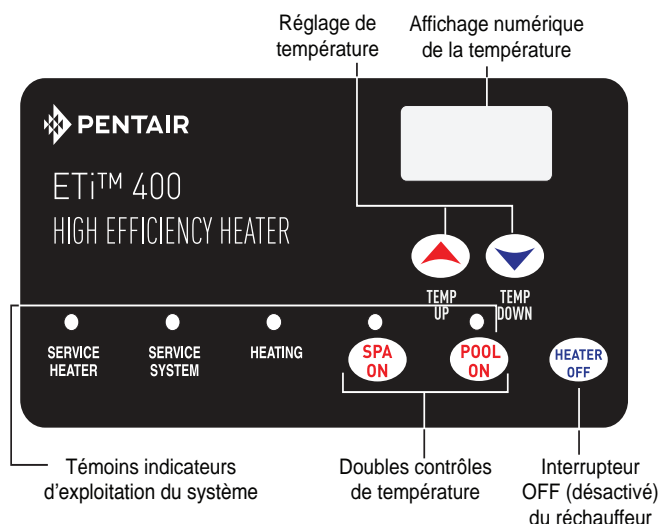 Réglage de
température
Affichage numérique
de la température
PENTAIR
ETi™ 400
HIGH EFFICIENCY HEATER
TEMP
UP
TEMP
DOWN
SERVICE
HEATER
SERVICE
SYSTEM
HEATING
SPA
ON
POOL
ON
HEATER
OFF
Témoins indicateurs
d'exploitation du système
Doubles contrôles
de température
Interrupteur
OFF (désactivé)
du réchauffeur